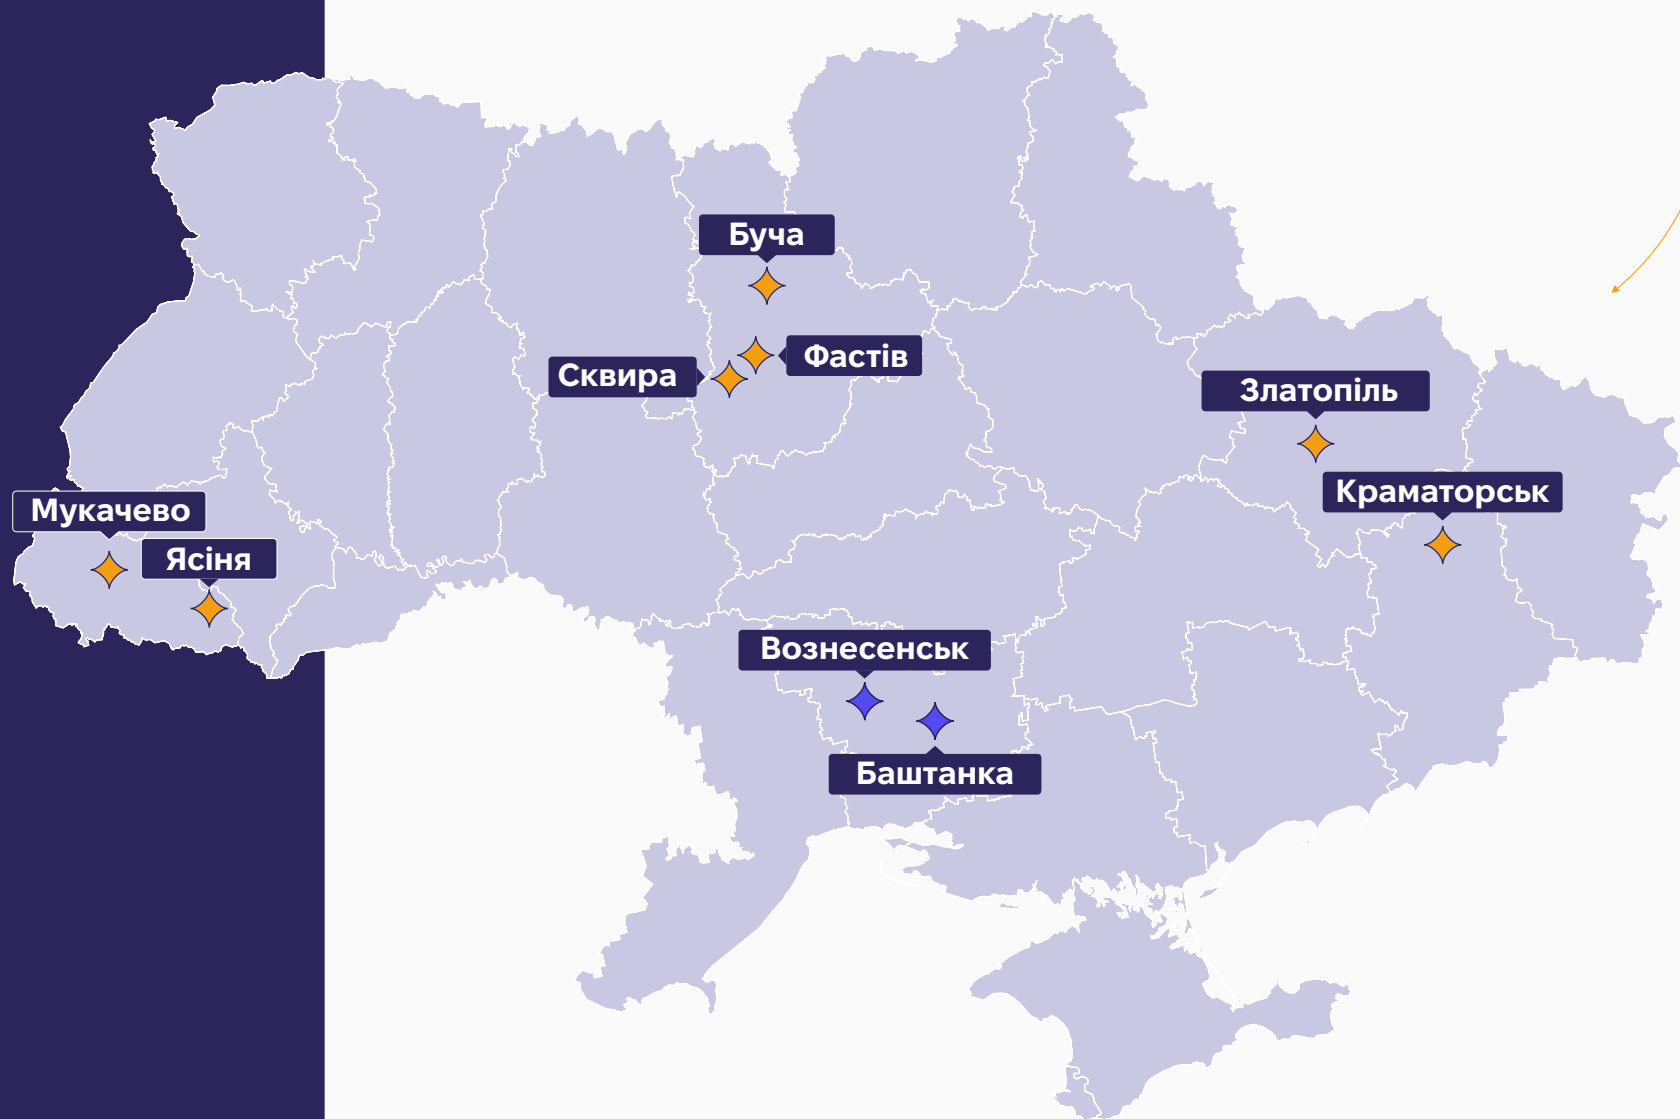 Буча
Фастів
Сквира
Златопіль
Краматорськ
Мукачево
Ясіня
Вознесенськ
Баштанка